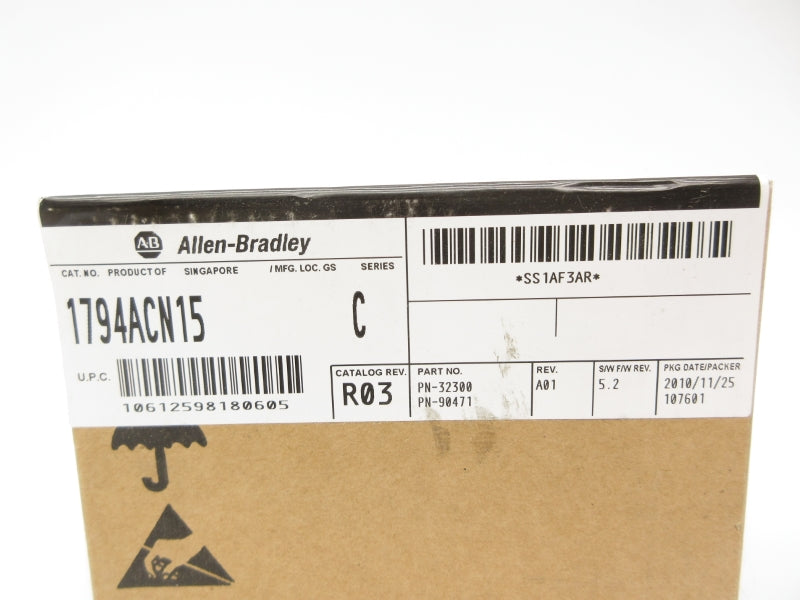 AB Allen-Bradley
CAT. NO. PRODUCT OF SINGAPORE / MFG. LOC. GS SERIES
1794ACN15 C
U.P.C.
10612598180605
*SS1AF3AR*
CATALOG REV.
R03
PART NO.
PN-32300
PN-90471
REV.
A01
S/W F/W REV.
5.2
PKG DATE/PACKER
2010/11/25
107601